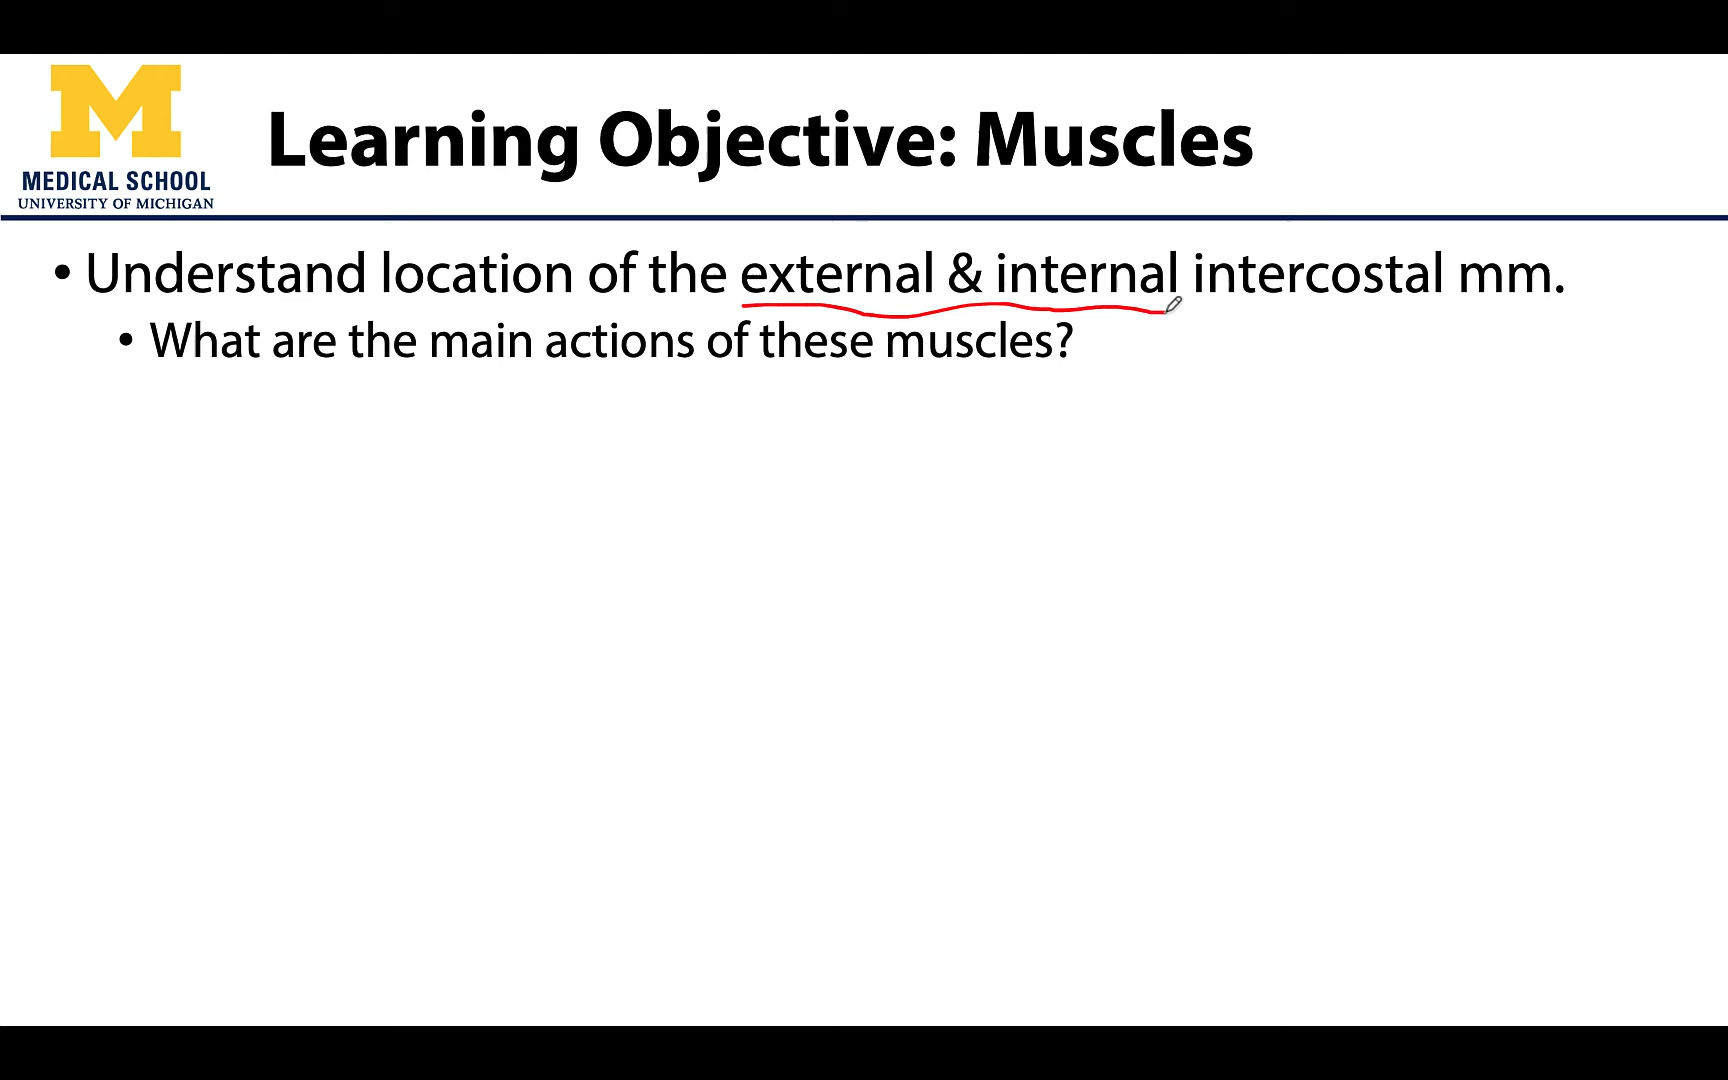 M
MEDICAL SCHOOL
UNIVERSITY OF MICHIGAN
Learning Objective: Muscles
• Understand location of the external & internal intercostal mm.
• What are the main actions of these muscles?